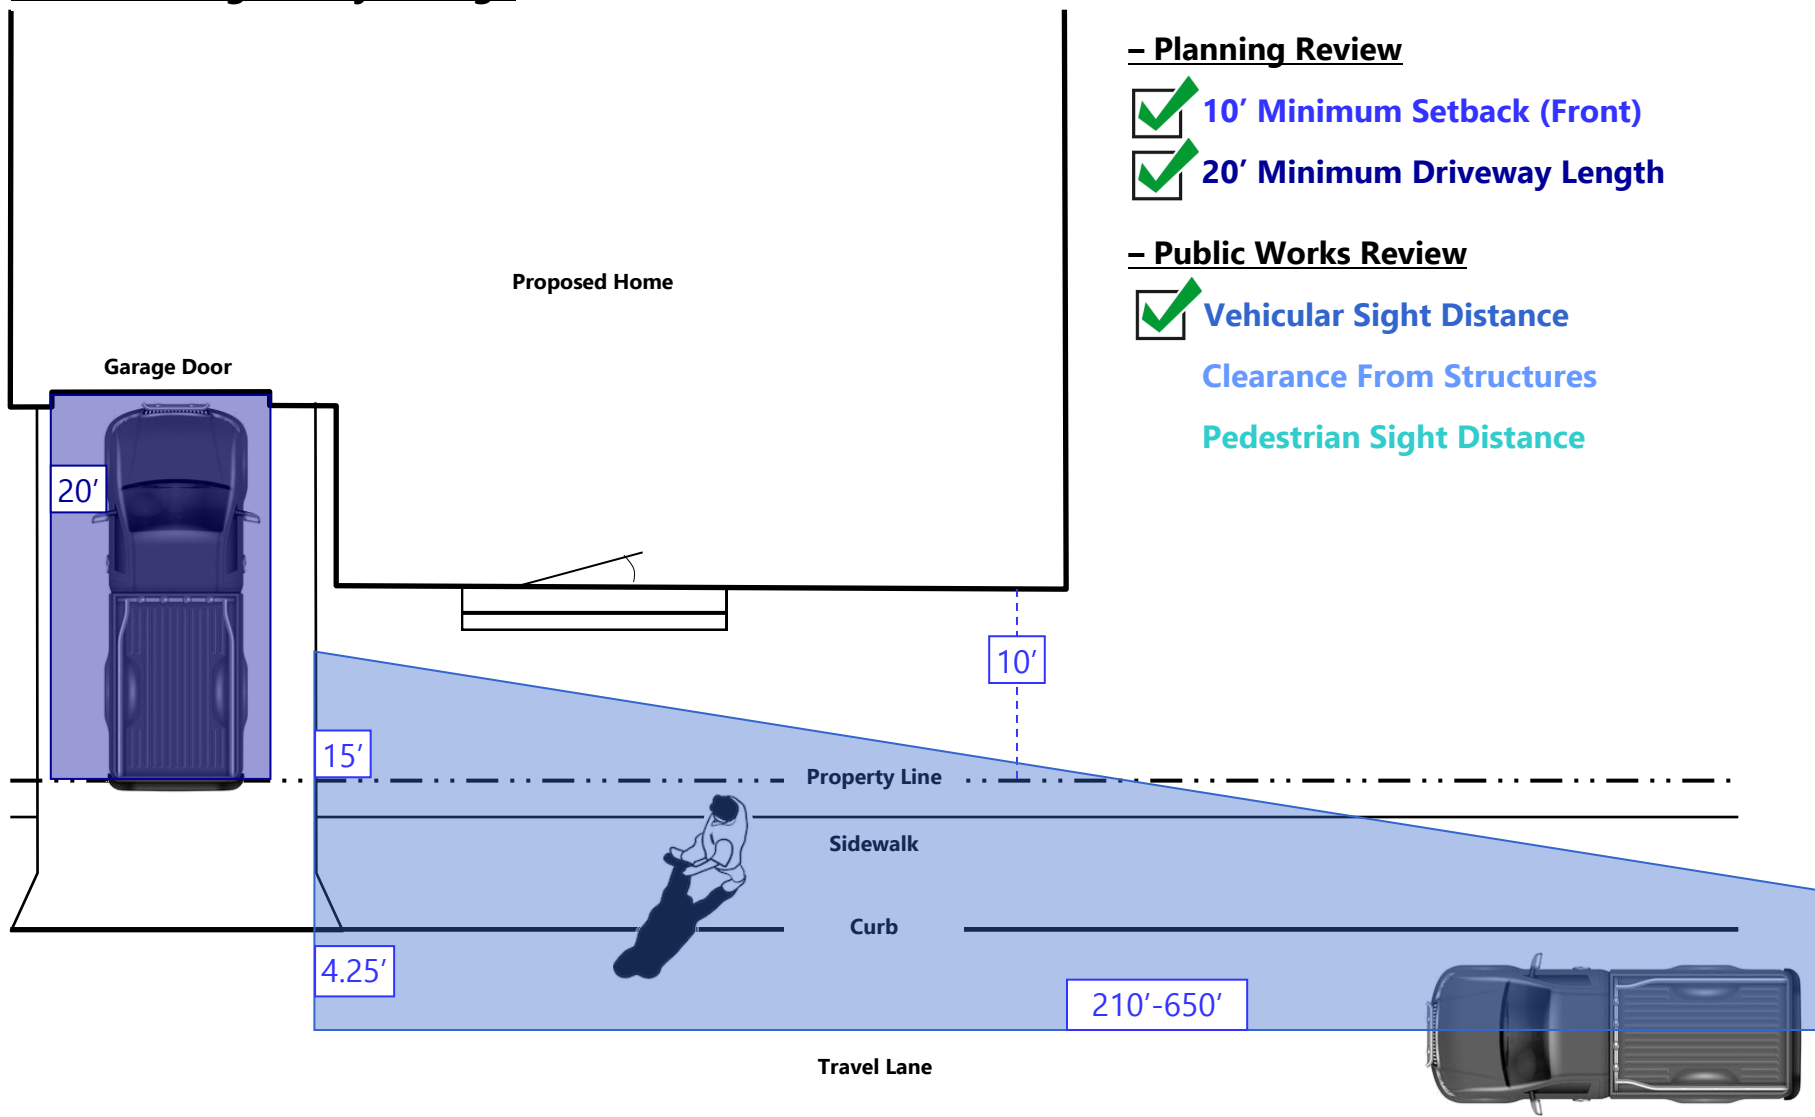 – Planning Review
10’ Minimum Setback (Front)
20’ Minimum Driveway Length
– Public Works Review
Vehicular Sight Distance
Clearance From Structures
Pedestrian Sight Distance
Proposed Home
Garage Door
20’
10’
15’
Property Line
Sidewalk
Curb
4.25’
210’-650’
Travel Lane